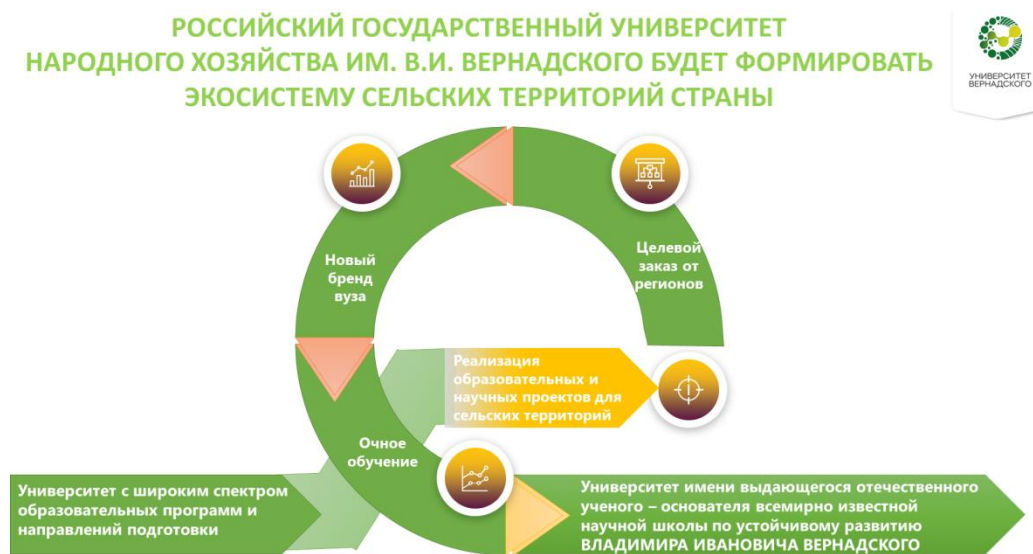 РОССИЙСКИЙ ГОСУДАРСТВЕННЫЙ УНИВЕРСИТЕТ
НАРОДНОГО ХОЗЯЙСТВА ИМ. В.И. ВЕРНАДСКОГО БУДЕТ ФОРМИРОВАТЬ
ЭКОСИСТЕМУ СЕЛЬСКИХ ТЕРРИТОРИЙ СТРАНЫ
УНИВЕРСИТЕТ
ВЕРНАДСКОГО
Новый
бренд
вуза
Целевой
заказ от
регионов
Реализация
образовательных и
научных проектов для
сельских территорий
Очное
обучение
Университет с широким спектром
образовательных программ и
направлений подготовки
Университет имени выдающегося отечественного
ученого – основателя всемирно известной
научной школы по устойчивому развитию
ВЛАДИМИРА ИВАНОВИЧА ВЕРНАДСКОГО